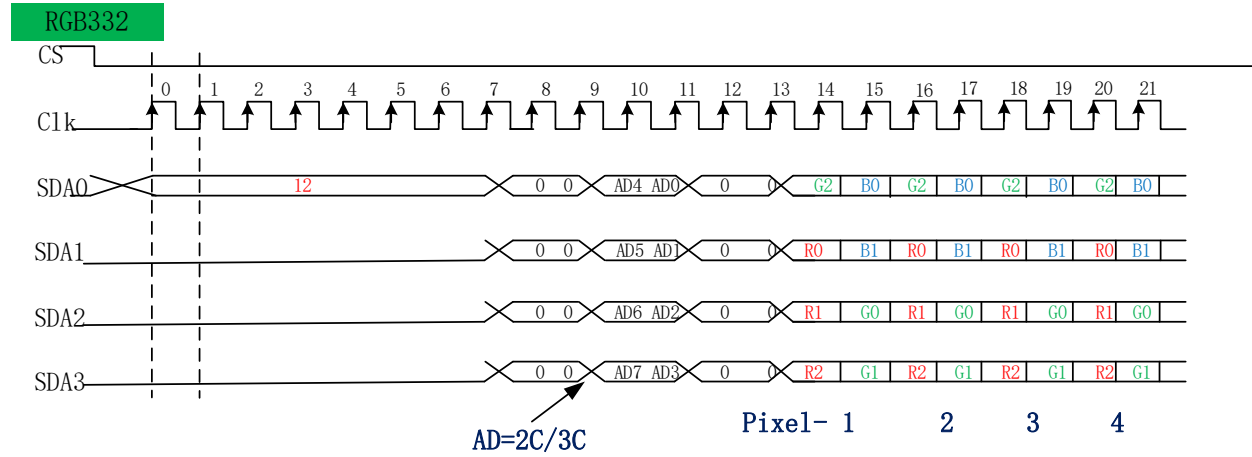 RGB332
CS
0 1 2 3 4 5 6 7 8 9 10 11 12 13 14 15 16 17 18 19 20 21
Clk
SDA0 12 0 0 AD4 AD0 0 0 G2 B0 G2 B0 G2 B0 G2 B0
SDA1 0 0 AD5 AD1 0 0 R0 B1 R0 B1 R0 B1 R0 B1
SDA2 0 0 AD6 AD2 0 0 R1 G0 R1 G0 R1 G0 R1 G0
SDA3 0 0 AD7 AD3 0 0 R2 G1 R2 G1 R2 G1 R2 G1
Pixel- 1 2 3 4
AD=2C/3C